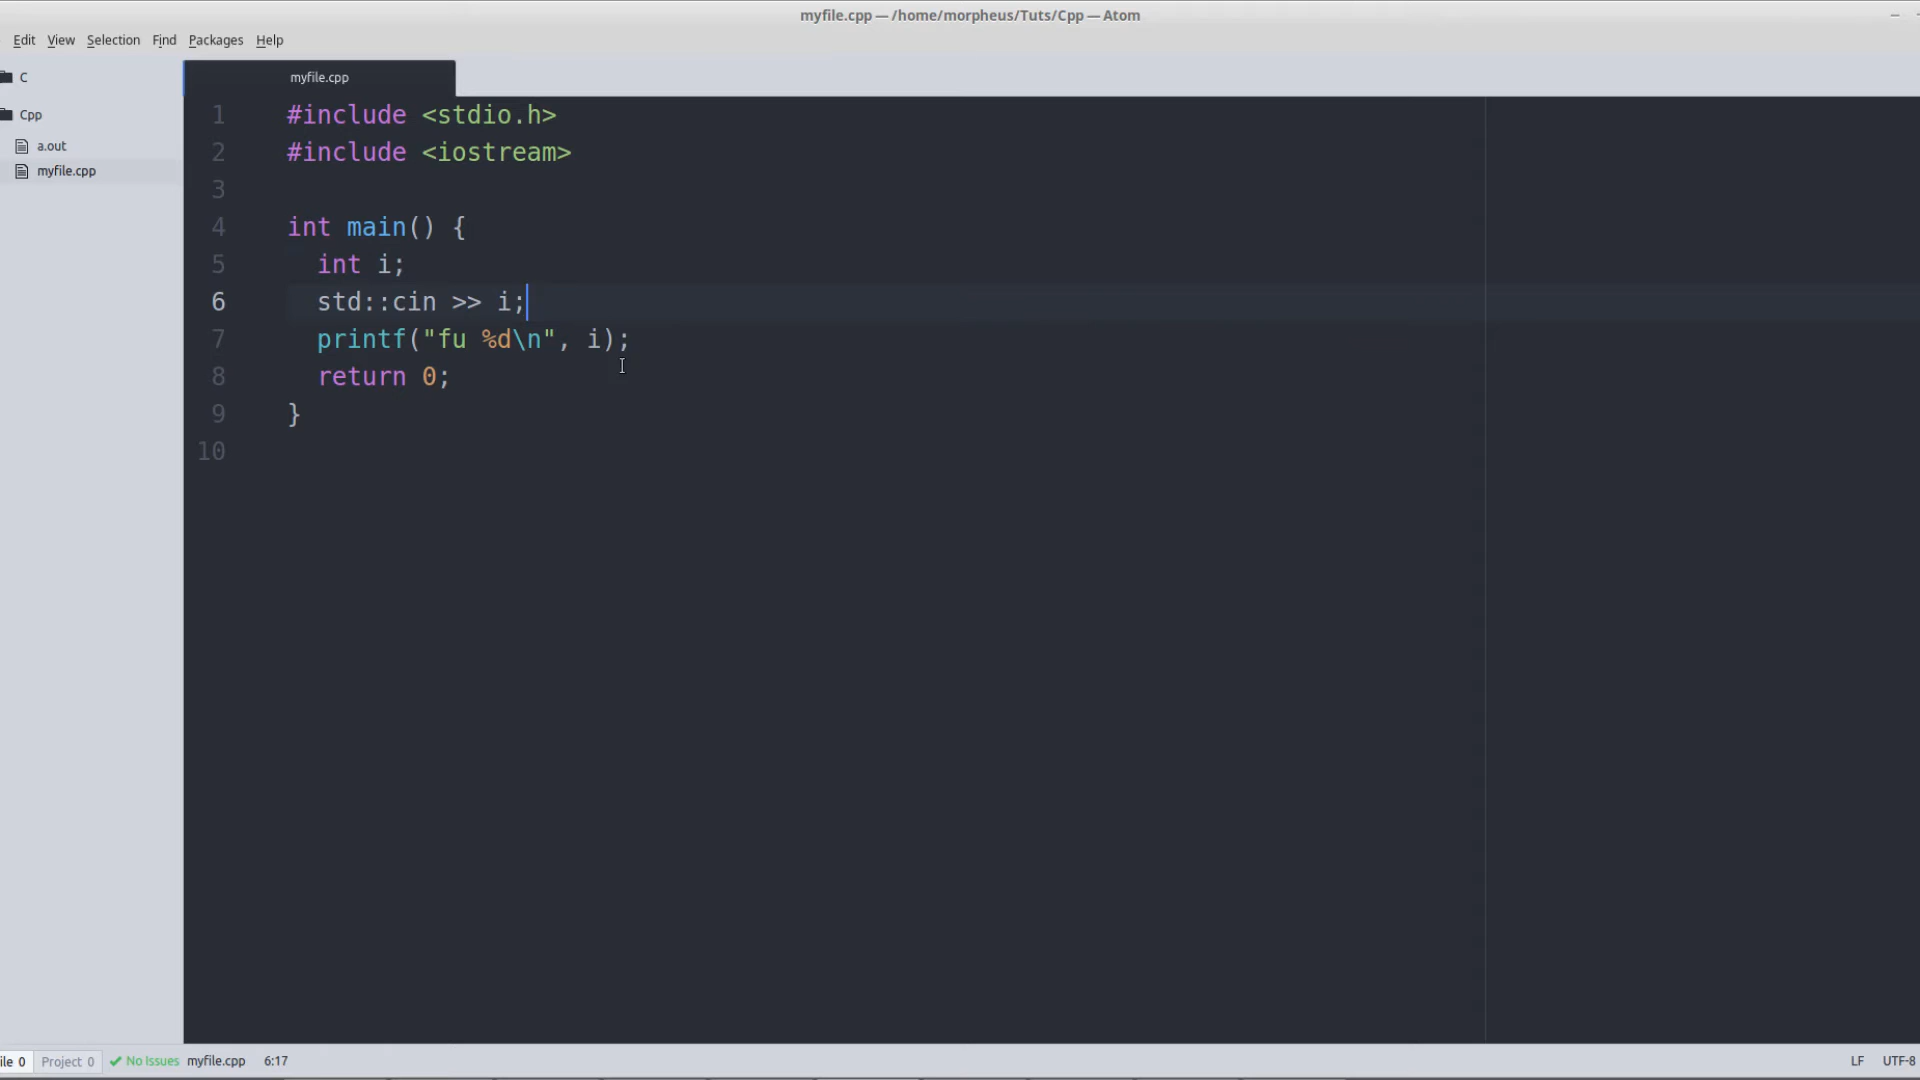 myfile.cpp — /home/morpheus/Tuts/Cpp — Atom
Edit View Selection Find Packages Help
C
Cpp
a.out
myfile.cpp
myfile.cpp
1 #include <stdio.h>
2 #include <iostream>
3
4 int main() {
5   int i;
6   std::cin >> i;
7   printf("fu %d\n", i);
8   return 0;
9 }
10
ile 0 Project 0 No Issues myfile.cpp 6:17 LF UTF-8